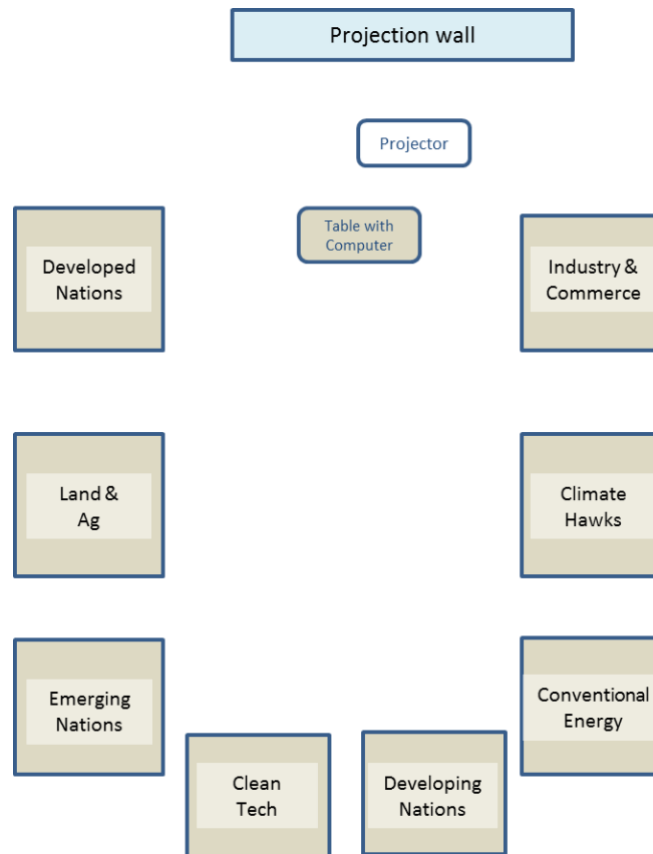 Projection wall
Projector
Table with
Computer
Developed
Nations
Industry &
Commerce
Land &
Ag
Climate
Hawks
Emerging
Nations
Conventional
Energy
Clean
Tech
Developing
Nations